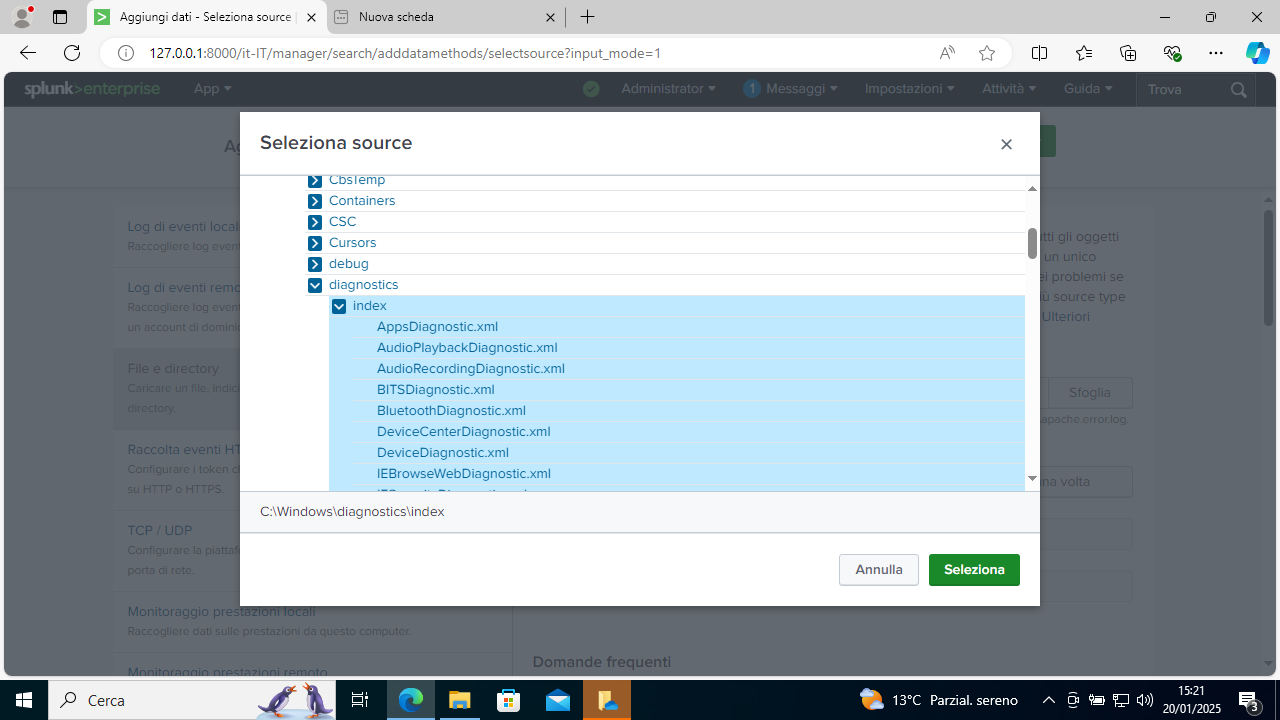 Aggiungi dati - Seleziona source |
Nuova scheda
127.0.0.1:8000/it-IT/manager/search/adddatamethods/selectsource?input_mode=1
splunk>enterprise
App
Administrator
1 Messaggi
Impostazioni
Attività
Guida
Trova
Seleziona source
CbsTemp
Containers
CSC
Cursors
debug
diagnostics
index
AppsDiagnostic.xml
AudioPlaybackDiagnostic.xml
AudioRecordingDiagnostic.xml
BITSDiagnostic.xml
BluetoothDiagnostic.xml
DeviceCenterDiagnostic.xml
DeviceDiagnostic.xml
IEBrowseWebDiagnostic.xml
C:\Windows\diagnostics\index
Annulla
Seleziona
Log di eventi local
Raccogliere log event
Log di eventi remo
Raccogliere log event
un account di dominio
File e directory
Caricare un file, indici
directory.
Raccolta eventi HT
Configurare i token ch
su HTTP o HTTPS.
TCP / UDP
Configurare la piattafo
porta di rete.
Monitoraggio prestazioni locali
Raccogliere dati sulle prestazioni da questo computer.
Monitoraggio prestazioni remoto
tti gli oggetti
un unico
ei problemi se
iù source type
Ulteriori
Sfoglia
apache.error.log.
na volta
Domande frequenti
Cerca
13°C Parzial. sereno
15:21
20/01/2025
3